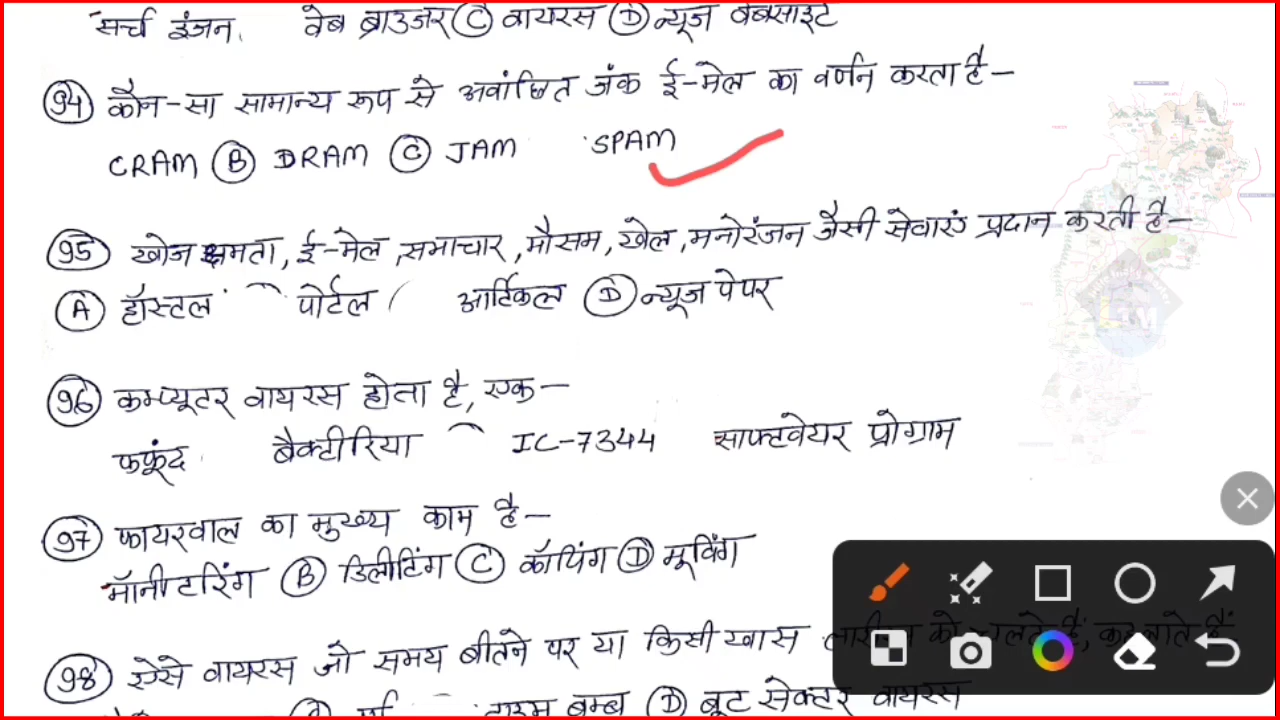 सर्च इंजन. वेब ब्राउजर (C) वायरस (D) न्यूज वेबसाइट
(94) कौन-सा सामान्य रूप से अवांछित जंक ई-मेल का वर्णन करता है-
CRAM (B) DRAM (C) JAM SPAM
(95) खोज क्षमता, ई-मेल, समाचार, मौसम, खेल, मनोरंजन जैसी सेवाएं प्रदान करती है-
(A) हॉस्टल पोर्टल आर्टिकल (D) न्यूज पेपर
(96) कम्प्यूटर वायरस होता है, एक-
फफूंद बैक्टीरिया IC-7344 साफ्टवेयर प्रोग्राम
(97) फायरवाल का मुख्य काम है-
मॉनीटरिंग (B) डिलीटिंग (C) कॉपिंग (D) मूविंग
(98) ऐसे वायरस जो समय बीतने पर या किसी खास तारीख को चलते हैं, कहलाते हैं
टाइम बम्ब (D) बूट सेक्टर वायरस